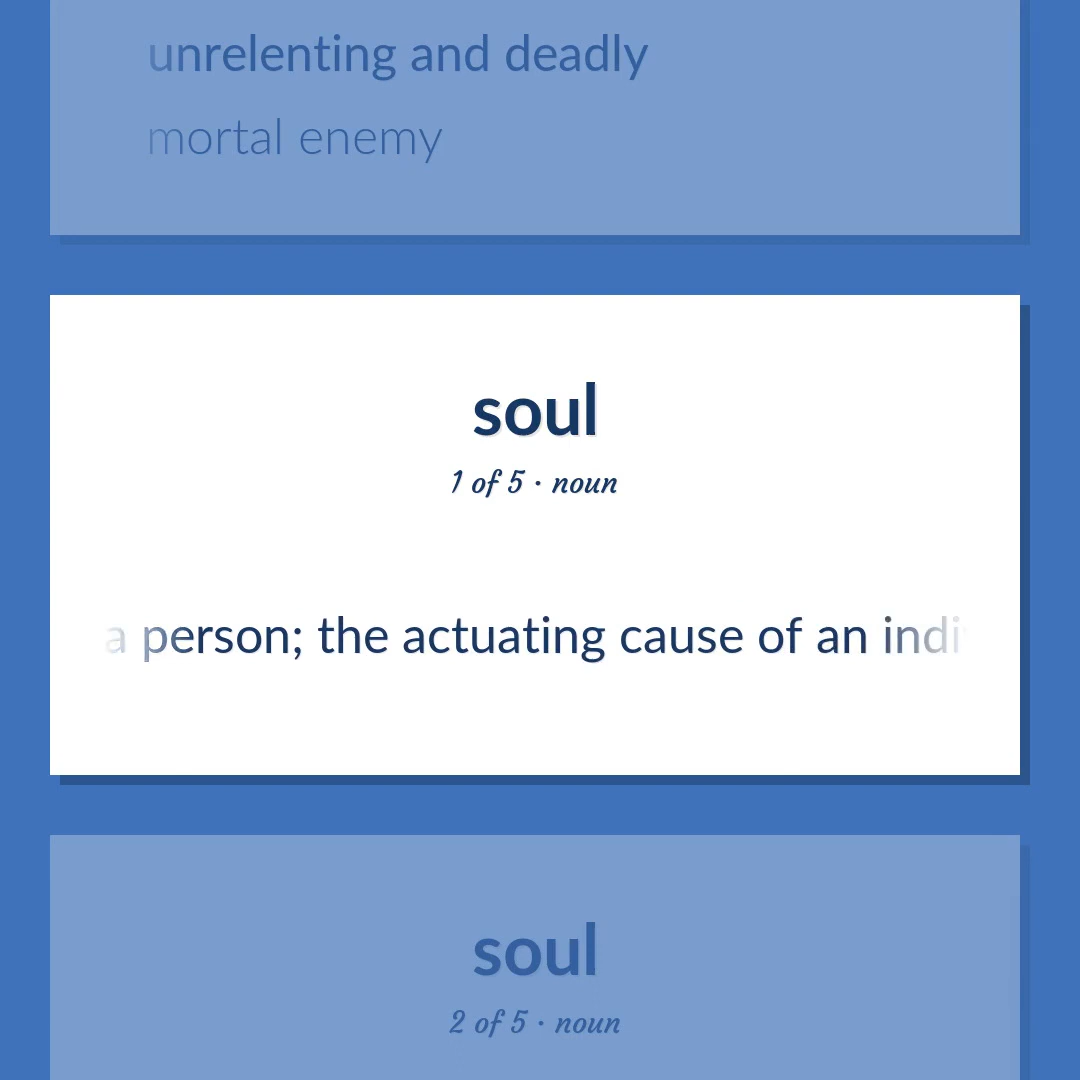 unrelenting and deadly
mortal enemy
soul
1 of 5 · noun
a person; the actuating cause of an indi
soul
2 of 5 · noun